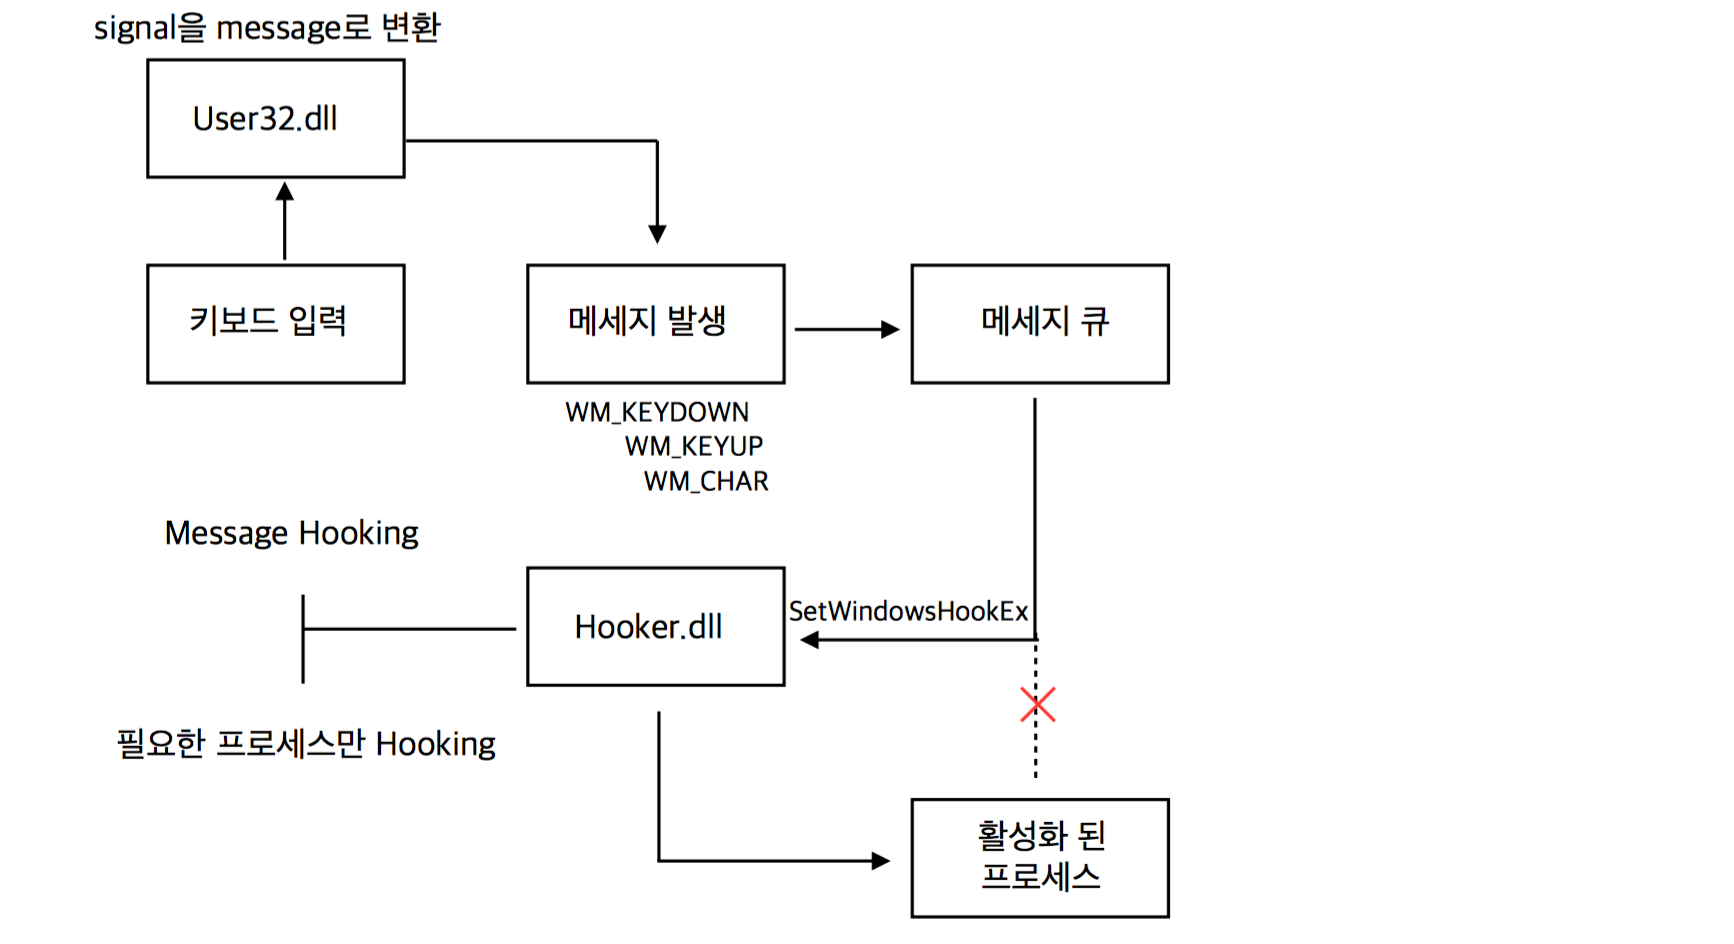 signal을 message로 변환
User32.dll
키보드 입력
메세지 발생
메세지 큐
WM_KEYDOWN
WM_KEYUP
WM_CHAR
Message Hooking
Hooker.dll
SetWindowsHookEx
필요한 프로세스만 Hooking
활성화 된
프로세스